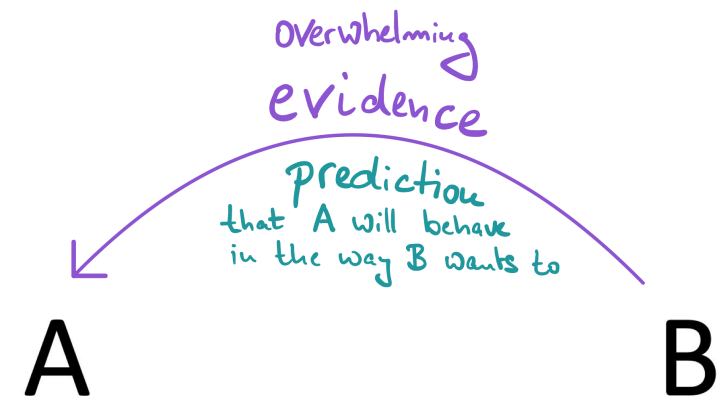 overwhelming
evidence
prediction
that A will behave
in the way B wants to
A
B